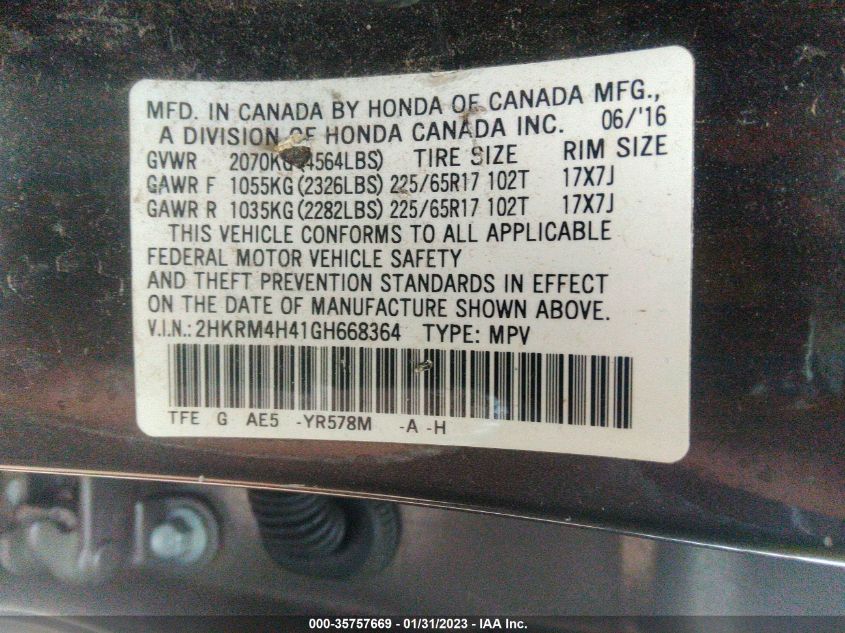 MFD. IN CANADA BY HONDA OF CANADA MFG.,
A DIVISION OF HONDA CANADA INC. 06/'16
GVWR 2070KG (4564LBS) TIRE SIZE RIM SIZE
GAWR F 1055KG (2326LBS) 225/65R17 102T 17X7J
GAWR R 1035KG (2282LBS) 225/65R17 102T 17X7J
THIS VEHICLE CONFORMS TO ALL APPLICABLE
FEDERAL MOTOR VEHICLE SAFETY
AND THEFT PREVENTION STANDARDS IN EFFECT
ON THE DATE OF MANUFACTURE SHOWN ABOVE.
V.I.N.: 2HKRM4H41GH668364 TYPE: MPV
TFE G AE5 -YR578M -A -H
000-35757669 - 01/31/2023 - IAA Inc.